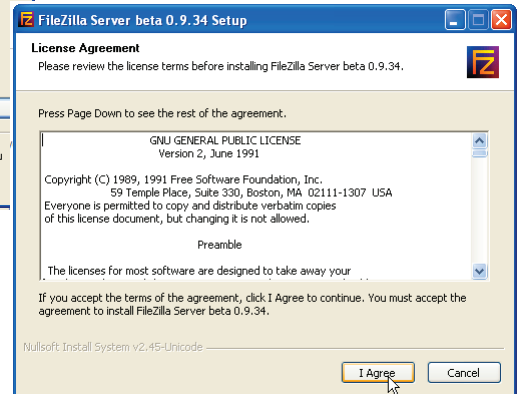 FileZilla Server beta 0.9.34 Setup
License Agreement
Please review the license terms before installing FileZilla Server beta 0.9.34.
Press Page Down to see the rest of the agreement.
GNU GENERAL PUBLIC LICENSE
Version 2, June 1991
Copyright (C) 1989, 1991 Free Software Foundation, Inc.
59 Temple Place, Suite 330, Boston, MA 02111-1307 USA
Everyone is permitted to copy and distribute verbatim copies
of this license document, but changing it is not allowed.
Preamble
The licenses for most software are designed to take away your
If you accept the terms of the agreement, click I Agree to continue. You must accept the
agreement to install FileZilla Server beta 0.9.34.
Nullsoft Install System v2.45-Unicode
I Agree
Cancel